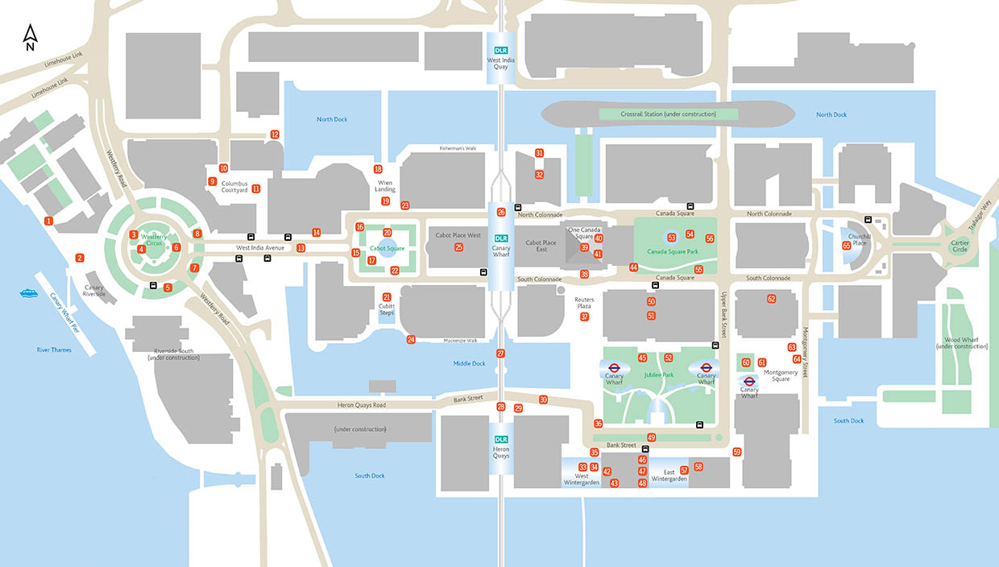 N
Limehouse Link
Limehouse Link
DLR
West India
Quay
North Dock
Crossrail Station (under construction)
North Dock
12
Fisherman's Walk
31
Westferry Road
10
18
32
9
Columbus
Courtyard
11
Wren
Landing
19
23
Trafalgar Way
1
26
North Colonnade
Canada Square
North Colonnade
3
Westferry
Circus
4
6
8
14
16
20
Cabot Place West
25
DLR
Canary
Wharf
Cabot Place
East
One Canada
Square
40
39
41
53
54
56
Canada Square Park
Churchill
Place
65
Cartier
Circle
West India Avenue
13
15
Cabot Square
17
22
2
7
5
44
55
Canary
Riverside
South Colonnade
38
Canada Square
South Colonnade
Canary Wharf Pier
Westferry Road
21
Cubitt
Steps
Reuters
Plaza
37
50
51
Upper Bank Street
62
24
Mackenzie Walk
Montgomery Street
Wood Wharf
(under construction)
River Thames
Riverside South
(under construction)
27
Middle Dock
45
52
Jubilee Park
Canary
Wharf
Canary
Wharf
60
61
63
64
Montgomery
Square
Canary
Wharf
Heron Quays Road
Bank Street
28
29
30
South Dock
(under construction)
36
DLR
Heron
Quays
49
Bank Street
35
59
South Dock
33
34
West
Wintergarden
42
43
46
47
48
East
Wintergarden
57
58